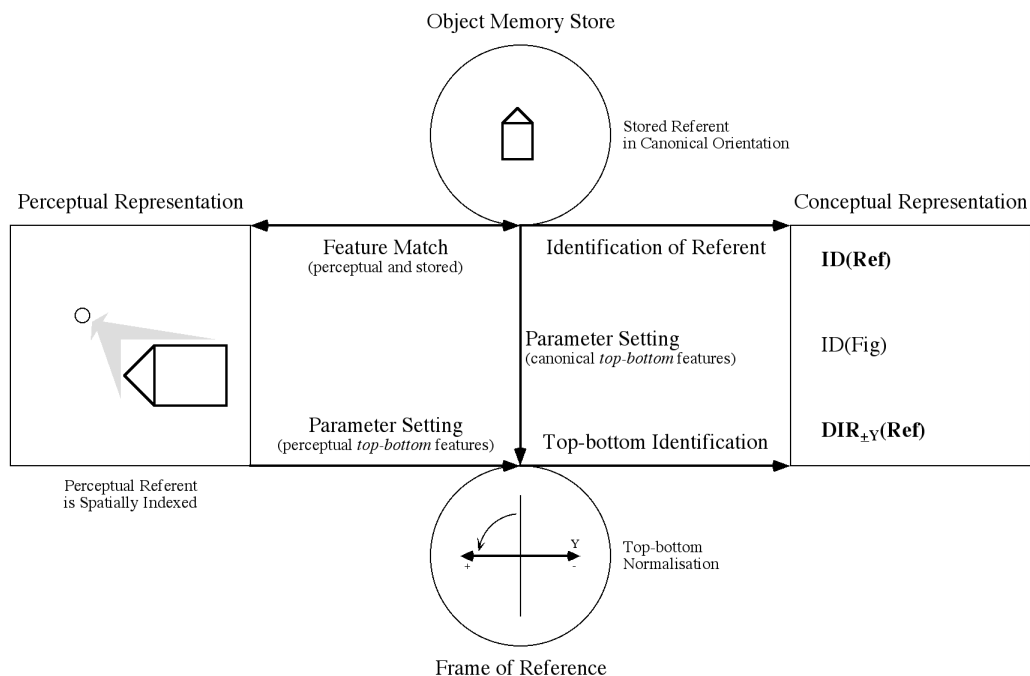 Object Memory Store
Stored Referent
in Canonical Orientation
Perceptual Representation
Conceptual Representation
Feature Match
(perceptual and stored)
Identification of Referent
ID(Ref)
Parameter Setting
(canonical top-bottom features)
ID(Fig)
Parameter Setting
(perceptual top-bottom features)
Top-bottom Identification
DIR±Y(Ref)
Perceptual Referent
is Spatially Indexed
Y
+
-
Top-bottom
Normalisation
Frame of Reference